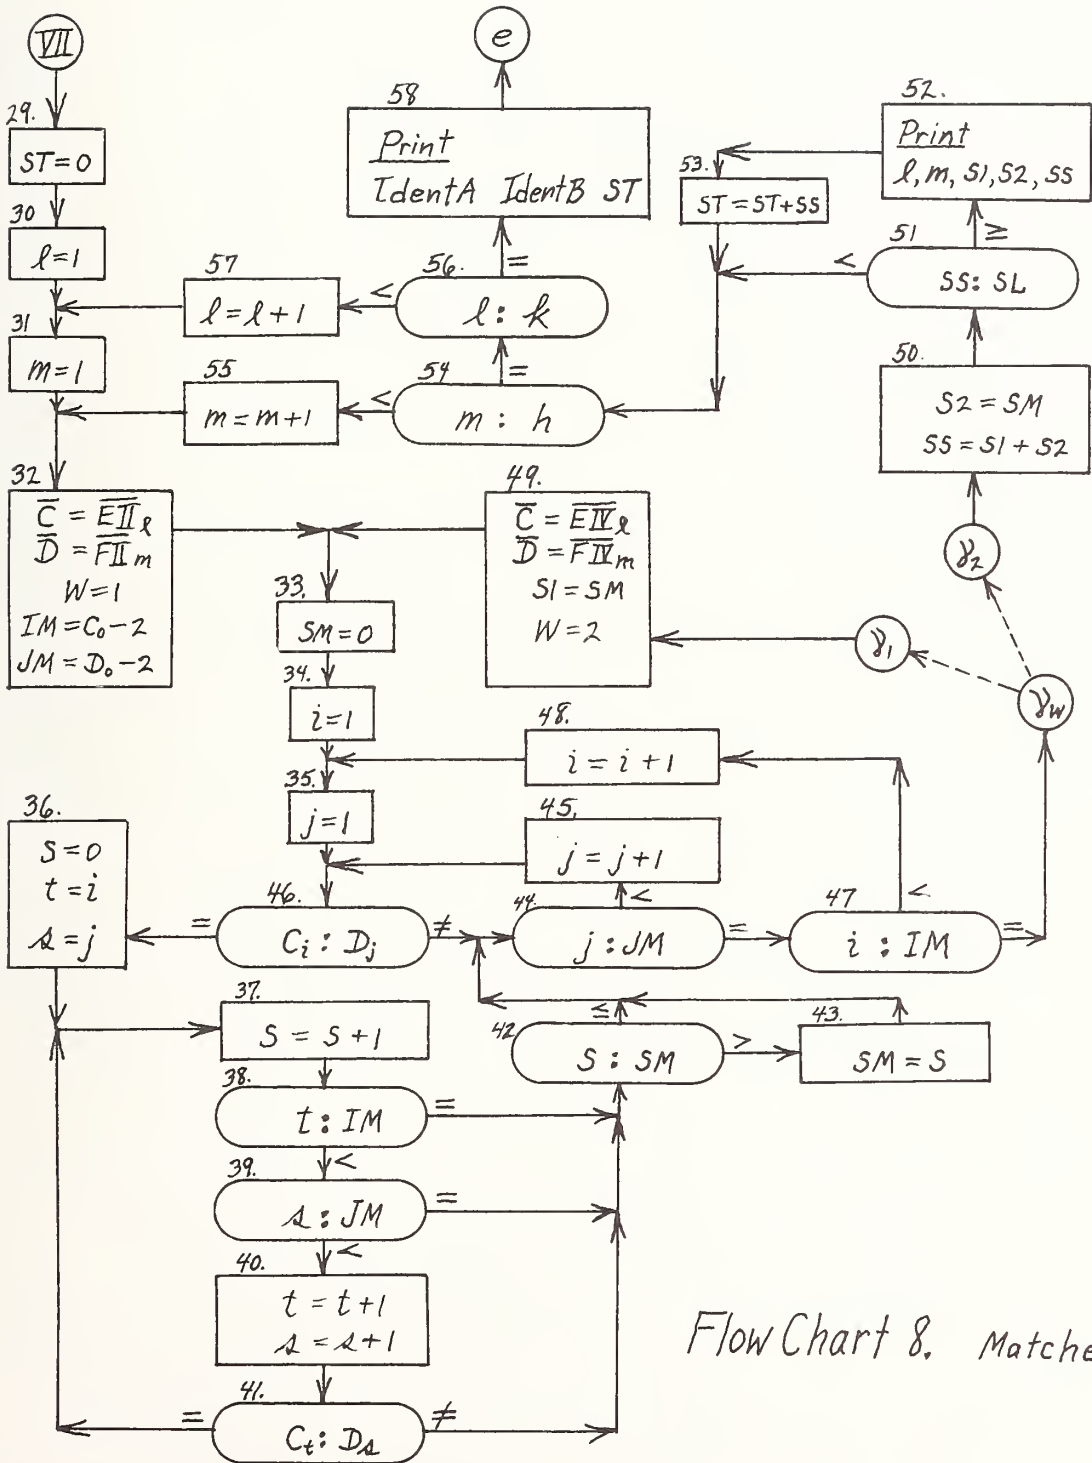 VII
29.
ST=0
30
l=1
31
m=1
32
C̅ = E̅I̅I̅ₗ
D̅ = F̅I̅I̅ₘ
W=1
IM=C₀-2
JM=D₀-2
33.
SM=0
34.
i=1
35.
j=1
36.
S=0
t=i
s=j
46.
Cᵢ : Dⱼ
=
≠
37.
S = S+1
38.
t : IM
=
<
39.
s : JM
=
<
40.
t = t+1
s = s+1
41.
Cₜ : Dₛ
=
≠
42
S : SM
≤
>
43.
SM = S
44.
j : JM
<
=
45.
j = j+1
47
i : IM
<
=
48.
i = i+1
γw
γ₁
γ₂
49.
C̅ = E̅I̅V̅ₗ
D̅ = F̅I̅V̅ₘ
S1 = SM
W=2
50.
S2 = SM
SS = S1 + S2
51
SS : SL
<
≥
52.
Print
l, m, S1, S2, SS
53.
ST = ST+SS
54
m : h
<
=
55
m = m+1
56.
l : k
<
=
57
l = l+1
58
Print
IdentA IdentB ST
e
Flow Chart 8. Matche